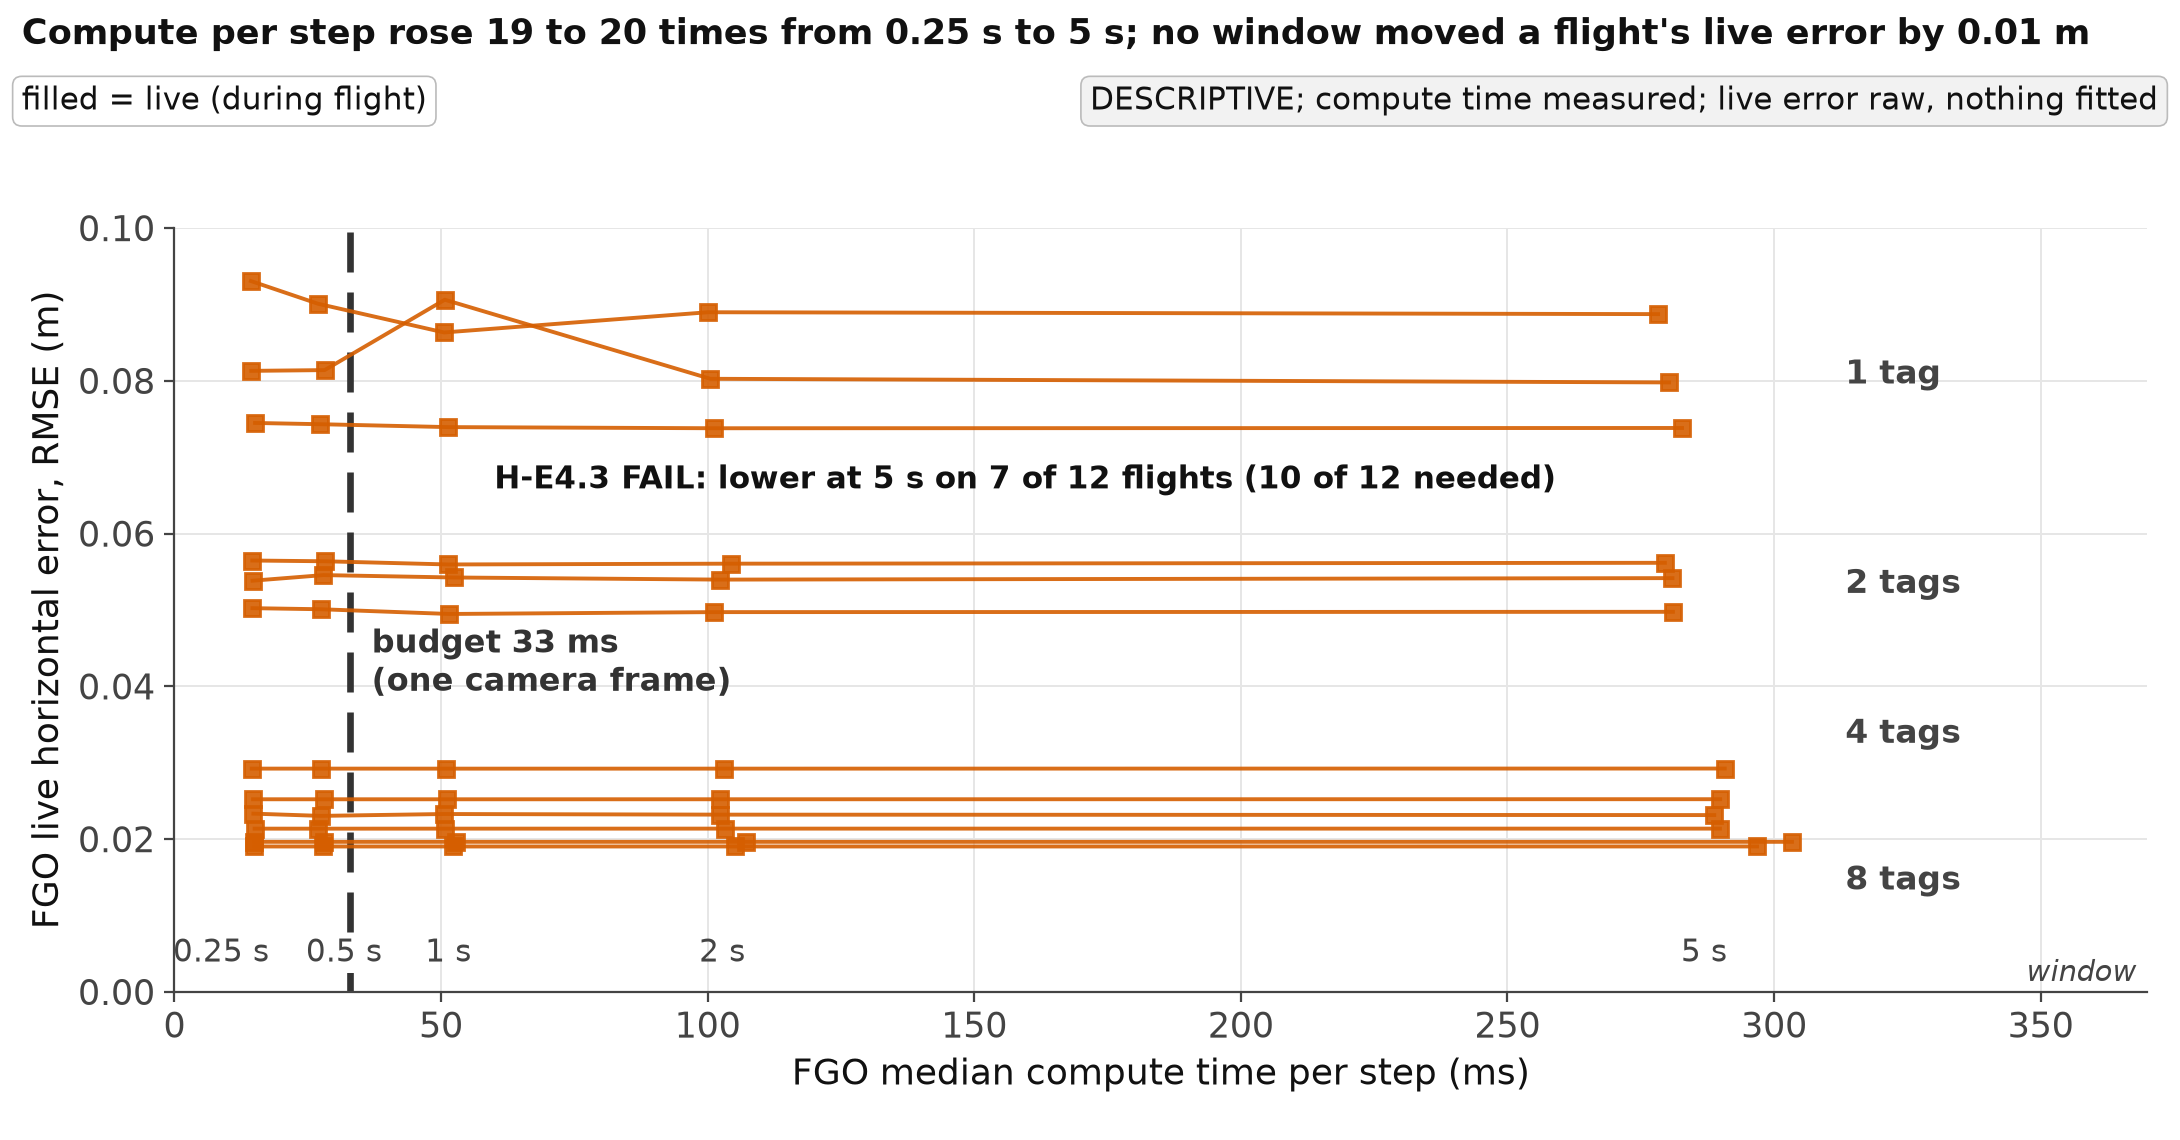 Compute per step rose 19 to 20 times from 0.25 s to 5 s; no window moved a flight's live error by 0.01 m
filled = live (during flight)
DESCRIPTIVE; compute time measured; live error raw, nothing fitted
FGO live horizontal error, RMSE (m)
0.10
0.08
0.06
0.04
0.02
0.00
1 tag
H-E4.3 FAIL: lower at 5 s on 7 of 12 flights (10 of 12 needed)
2 tags
budget 33 ms
(one camera frame)
4 tags
8 tags
0.25 s
0.5 s
1 s
2 s
5 s
window
0
50
100
150
200
250
300
350
FGO median compute time per step (ms)